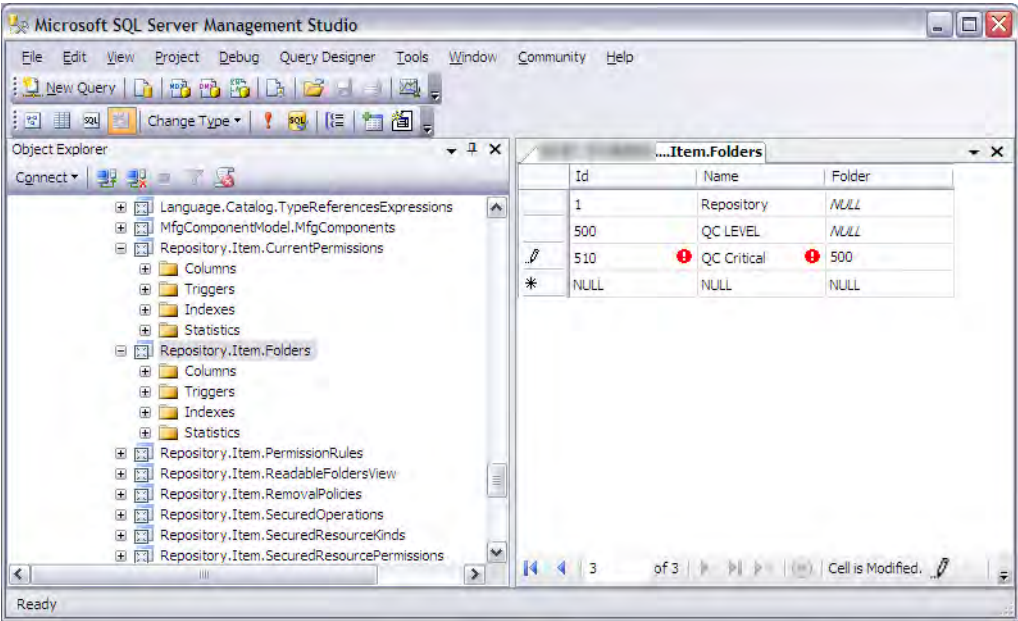 Microsoft SQL Server Management Studio
File Edit View Project Debug Query Designer Tools Window Community Help
New Query
Change Type
Object Explorer
Connect
Language.Catalog.TypeReferencesExpressions
MfgComponentModel.MfgComponents
Repository.Item.CurrentPermissions
Columns
Triggers
Indexes
Statistics
Repository.Item.Folders
Columns
Triggers
Indexes
Statistics
Repository.Item.PermissionRules
Repository.Item.ReadableFoldersView
Repository.Item.RemovalPolicies
Repository.Item.SecuredOperations
Repository.Item.SecuredResourceKinds
Repository.Item.SecuredResourcePermissions
....Item.Folders
Id Name Folder
1 Repository NULL
500 QC LEVEL NULL
510 QC Critical 500
NULL NULL NULL
3 of 3 Cell is Modified.
Ready